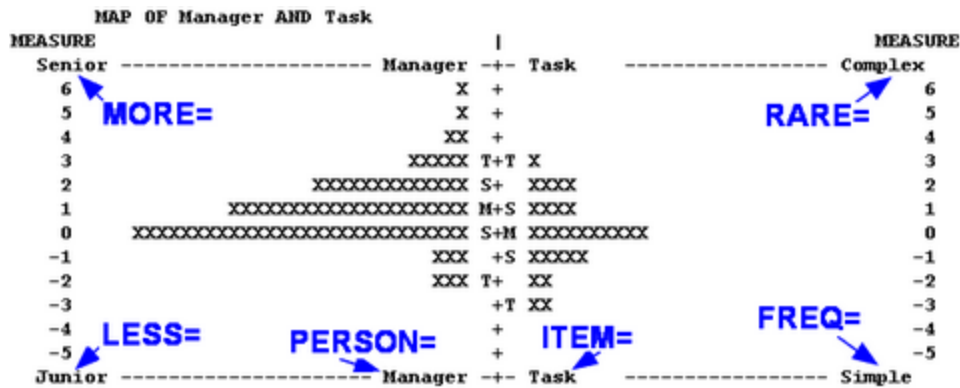 MAP OF Manager AND Task
MEASURE | MEASURE
Senior --------------------- Manager -+- Task ----------------- Complex
6 X + 6
MORE= RARE=
5 X + 5
4 XX + 4
3 XXXXX T+T X 3
2 XXXXXXXXXXXXX S+ XXXX 2
1 XXXXXXXXXXXXXXXXXXXX M+S XXXX 1
0 XXXXXXXXXXXXXXXXXXXXXXXXXXXX S+M XXXXXXXXXX 0
-1 XXX +S XXXXX -1
-2 XXX T+ XX -2
-3 +T XX -3
LESS= PERSON= ITEM= FREQ=
-4 + -4
-5 + -5
Junior --------------------- Manager -+- Task ----------------- Simple